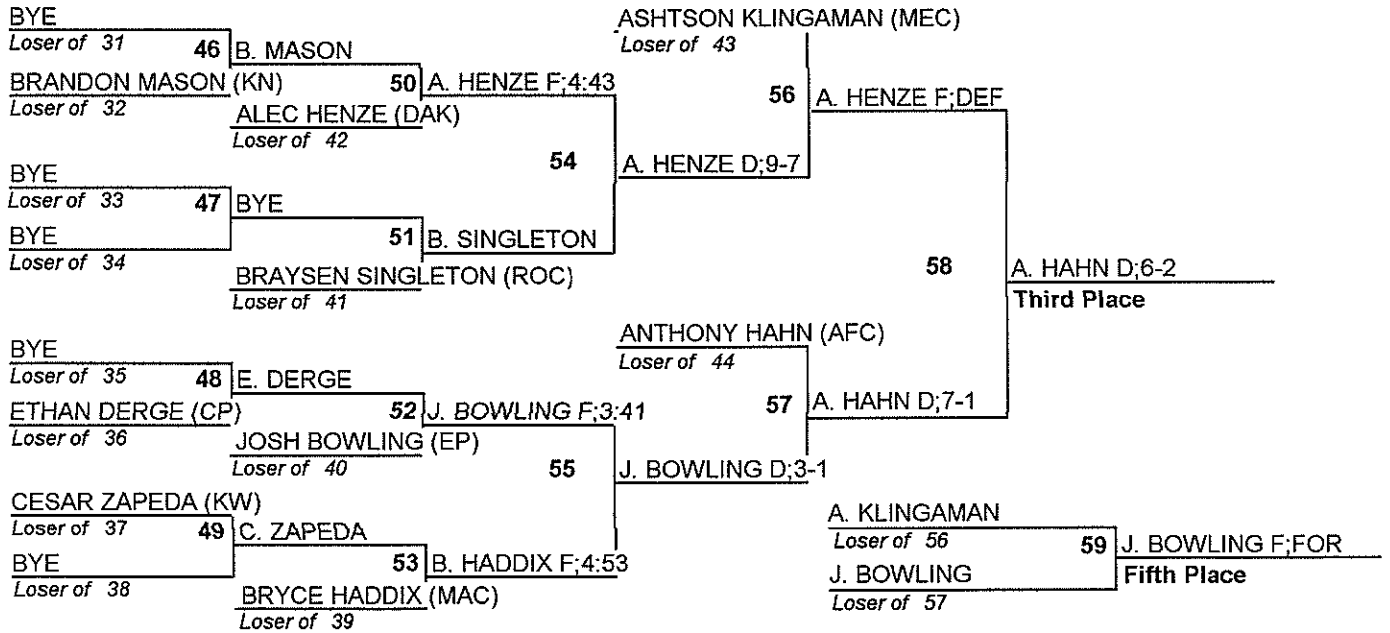 BYE
Loser of 31
46
B. MASON
BRANDON MASON (KN)
Loser of 32
50
A. HENZE F;4:43
ALEC HENZE (DAK)
Loser of 42
BYE
Loser of 33
47
BYE
BYE
Loser of 34
51
B. SINGLETON
BRAYSEN SINGLETON (ROC)
Loser of 41
54
A. HENZE D;9-7
ASHTSON KLINGAMAN (MEC)
Loser of 43
56
A. HENZE F;DEF
BYE
Loser of 35
48
E. DERGE
ETHAN DERGE (CP)
Loser of 36
52
J. BOWLING F;3:41
JOSH BOWLING (EP)
Loser of 40
CESAR ZAPEDA (KW)
Loser of 37
49
C. ZAPEDA
BYE
Loser of 38
53
B. HADDIX F;4:53
BRYCE HADDIX (MAC)
Loser of 39
55
J. BOWLING D;3-1
ANTHONY HAHN (AFC)
Loser of 44
57
A. HAHN D;7-1
58
A. HAHN D;6-2
Third Place
A. KLINGAMAN
Loser of 56
59
J. BOWLING F;FOR
J. BOWLING
Fifth Place
Loser of 57